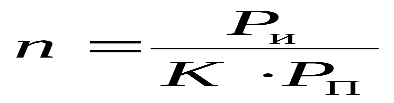 n = Pи / K · PП